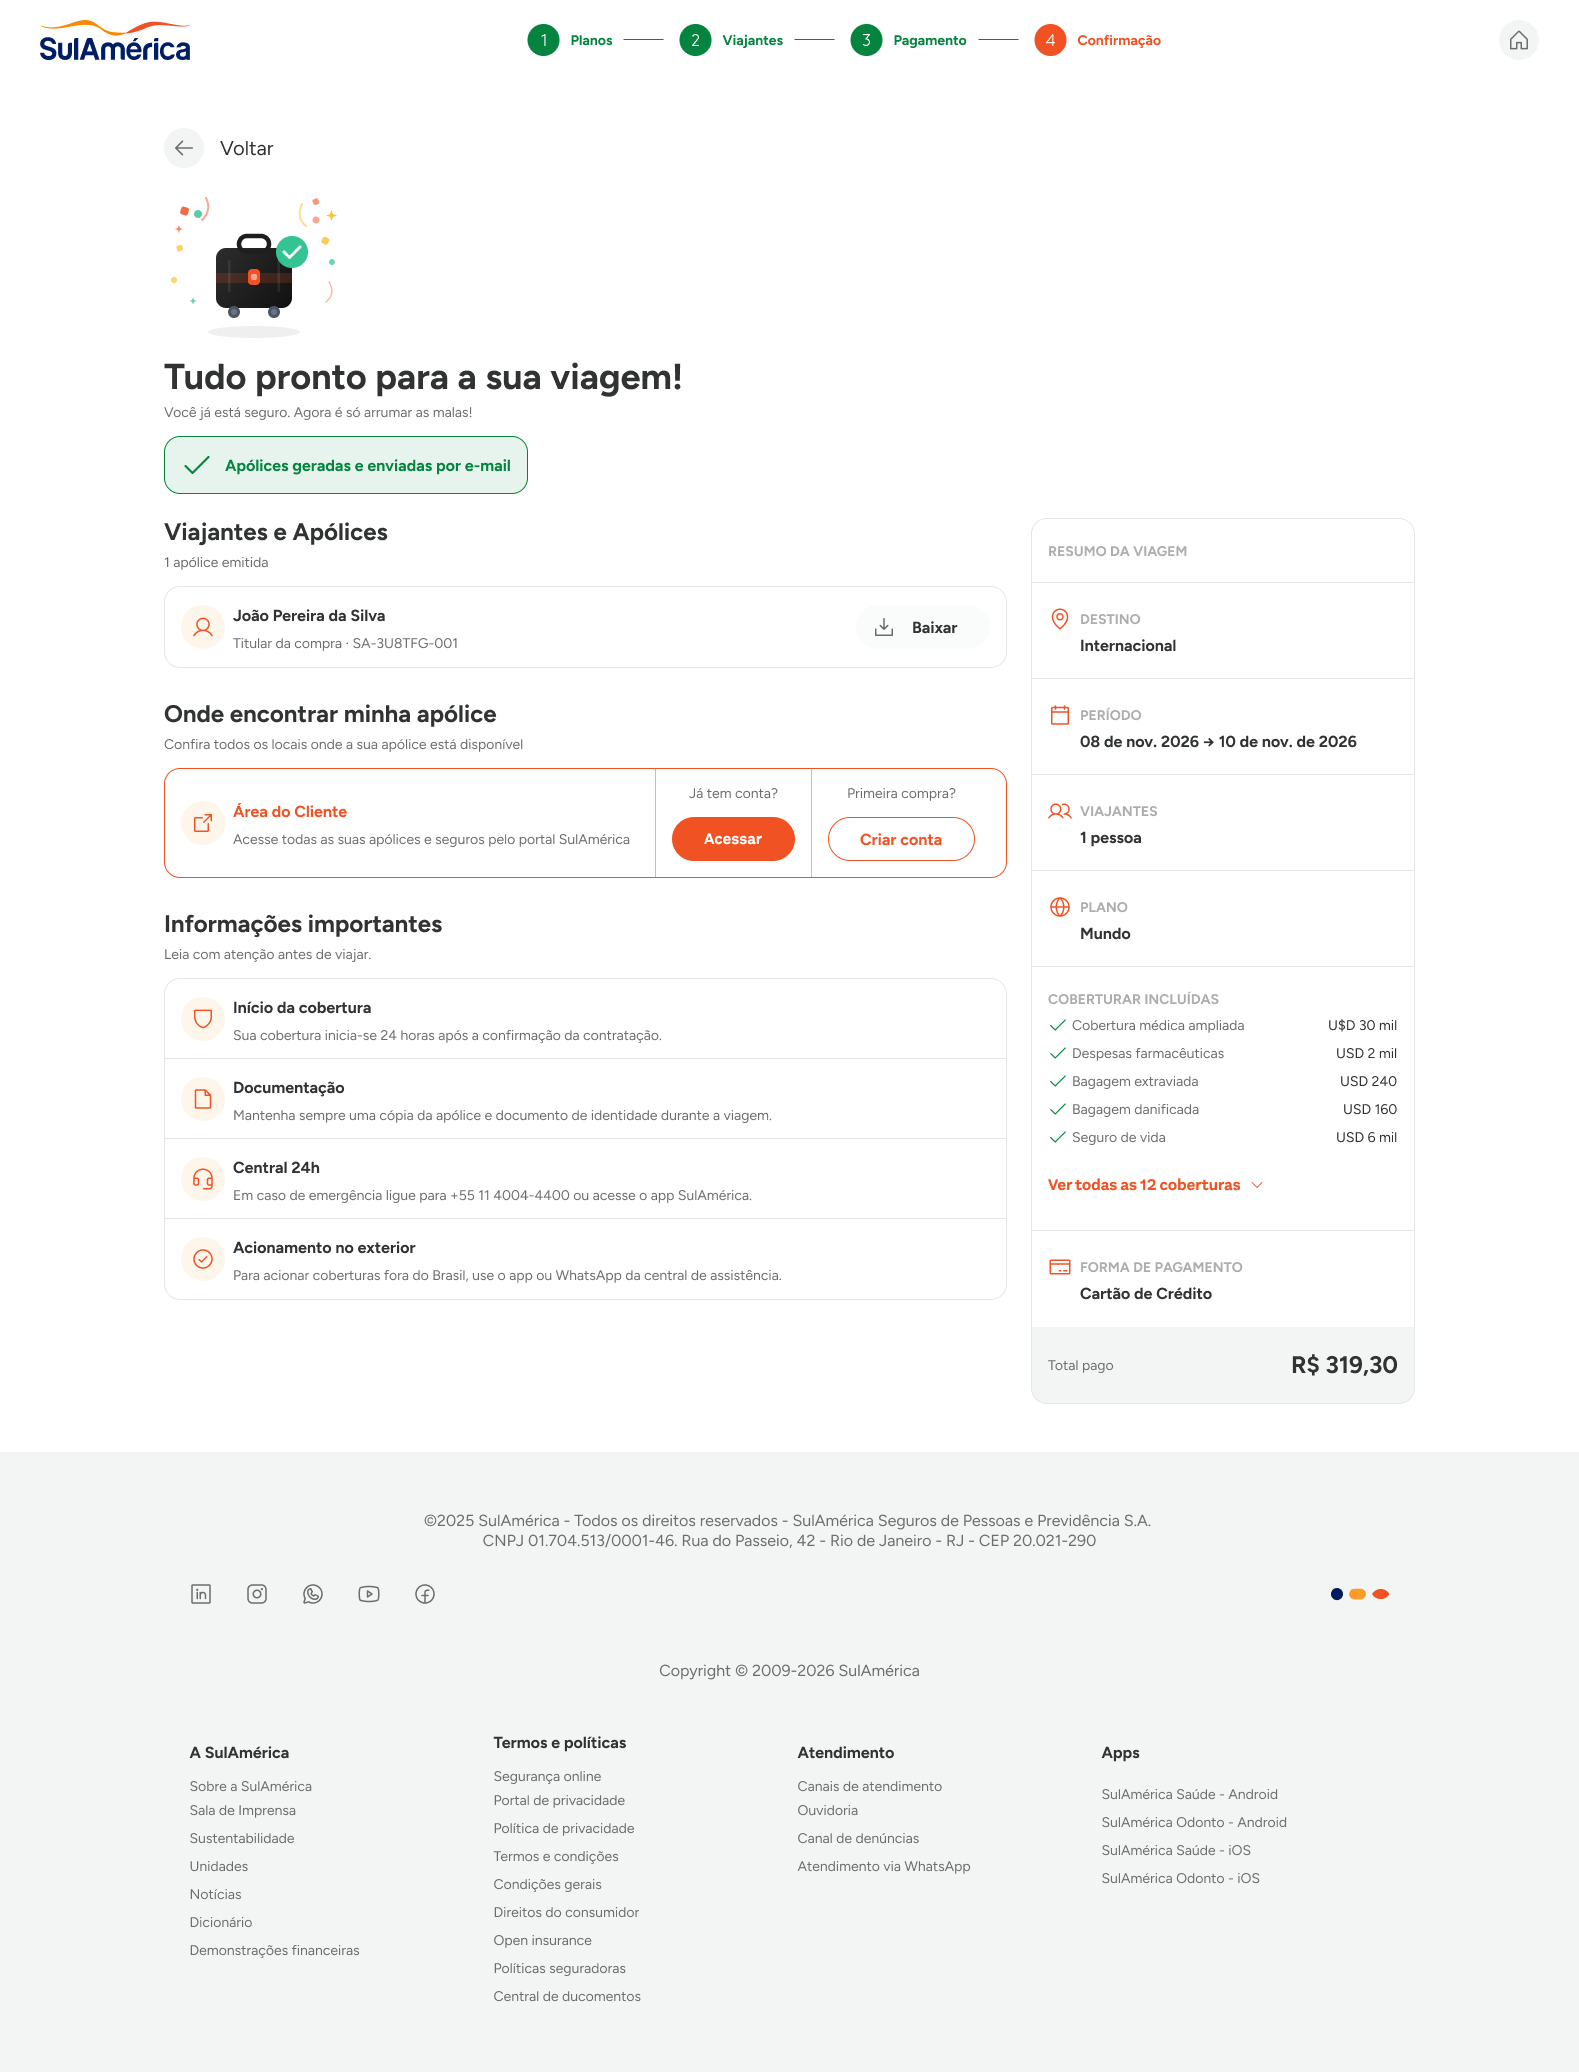 SulAmérica
1 Planos 2 Viajantes 3 Pagamento 4 Confirmação
Voltar
Tudo pronto para a sua viagem!
Você já está seguro. Agora é só arrumar as malas!
Apólices geradas e enviadas por e-mail
Viajantes e Apólices
1 apólice emitida
João Pereira da Silva
Titular da compra · SA-3U8TFG-001
Baixar
Onde encontrar minha apólice
Confira todos os locais onde a sua apólice está disponível
Área do Cliente
Acesse todas as suas apólices e seguros pelo portal SulAmérica
Já tem conta?
Acessar
Primeira compra?
Criar conta
Informações importantes
Leia com atenção antes de viajar.
Início da cobertura
Sua cobertura inicia-se 24 horas após a confirmação da contratação.
Documentação
Mantenha sempre uma cópia da apólice e documento de identidade durante a viagem.
Central 24h
Em caso de emergência ligue para +55 11 4004-4400 ou acesse o app SulAmérica.
Acionamento no exterior
Para acionar coberturas fora do Brasil, use o app ou WhatsApp da central de assistência.
RESUMO DA VIAGEM
DESTINO
Internacional
PERÍODO
08 de nov. 2026 → 10 de nov. de 2026
VIAJANTES
1 pessoa
PLANO
Mundo
COBERTURAR INCLUÍDAS
Cobertura médica ampliada U$D 30 mil
Despesas farmacêuticas USD 2 mil
Bagagem extraviada USD 240
Bagagem danificada USD 160
Seguro de vida USD 6 mil
Ver todas as 12 coberturas
FORMA DE PAGAMENTO
Cartão de Crédito
Total pago R$ 319,30
©2025 SulAmérica - Todos os direitos reservados - SulAmérica Seguros de Pessoas e Previdência S.A.
CNPJ 01.704.513/0001-46. Rua do Passeio, 42 - Rio de Janeiro - RJ - CEP 20.021-290
Copyright © 2009-2026 SulAmérica
A SulAmérica
Sobre a SulAmérica
Sala de Imprensa
Sustentabilidade
Unidades
Notícias
Dicionário
Demonstrações financeiras
Termos e políticas
Segurança online
Portal de privacidade
Política de privacidade
Termos e condições
Condições gerais
Direitos do consumidor
Open insurance
Políticas seguradoras
Central de ducomentos
Atendimento
Canais de atendimento
Ouvidoria
Canal de denúncias
Atendimento via WhatsApp
Apps
SulAmérica Saúde - Android
SulAmérica Odonto - Android
SulAmérica Saúde - iOS
SulAmérica Odonto - iOS